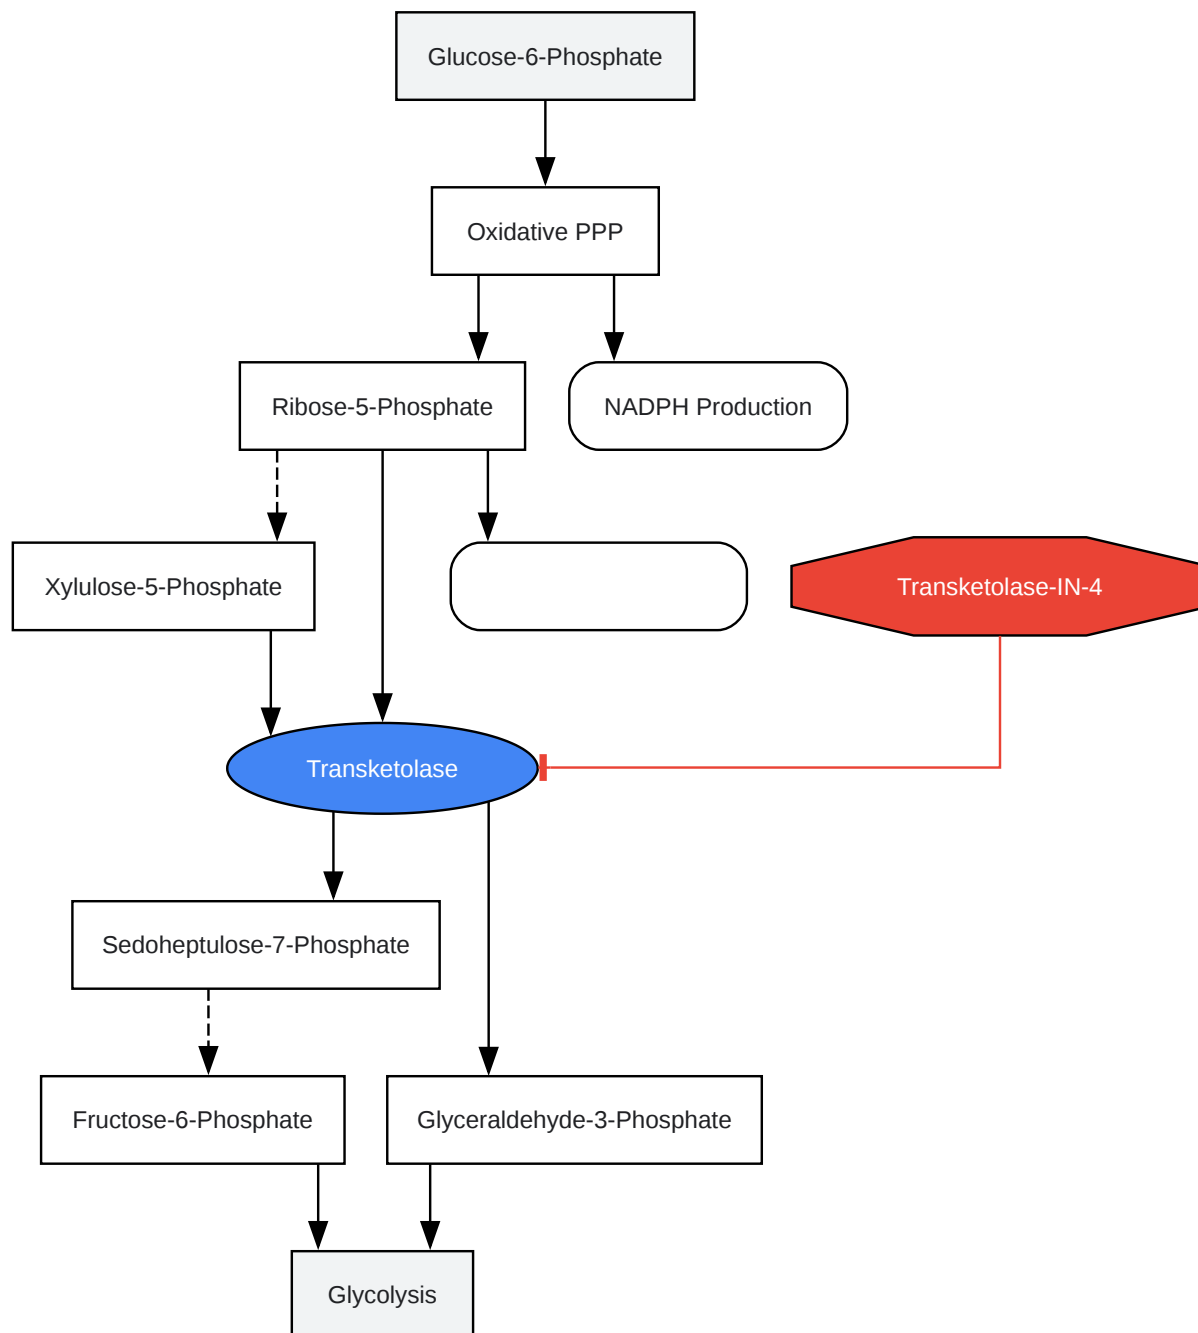 Glucose-6-Phosphate
Oxidative PPP
Ribose-5-Phosphate
NADPH Production
Xylulose-5-Phosphate
Transketolase-IN-4
Transketolase
Sedoheptulose-7-Phosphate
Fructose-6-Phosphate
Glyceraldehyde-3-Phosphate
Glycolysis